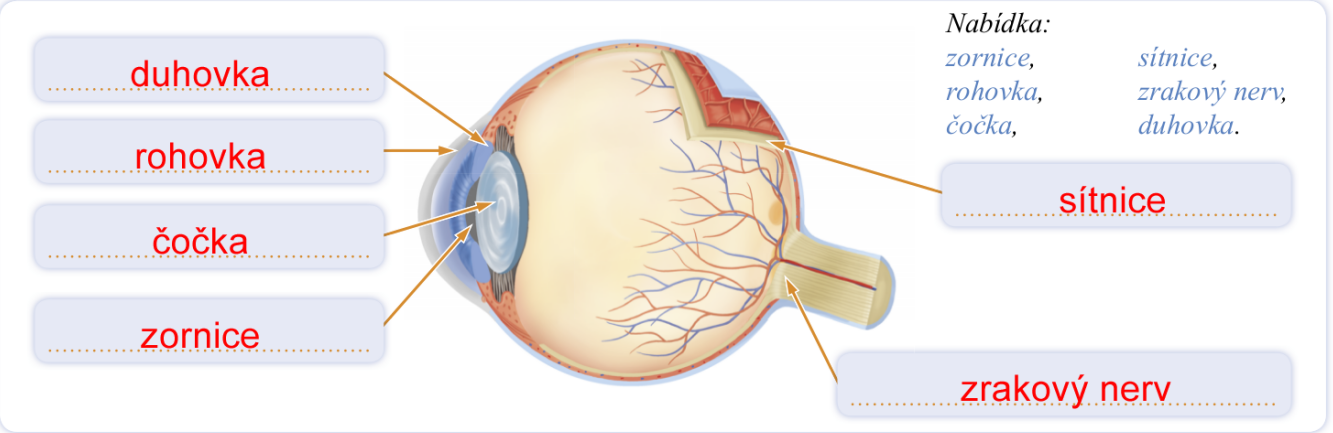 duhovka
rohovka
čočka
zornice
Nabídka:
zornice, sítnice,
rohovka, zrakový nerv,
čočka, duhovka.
sítnice
zrakový nerv